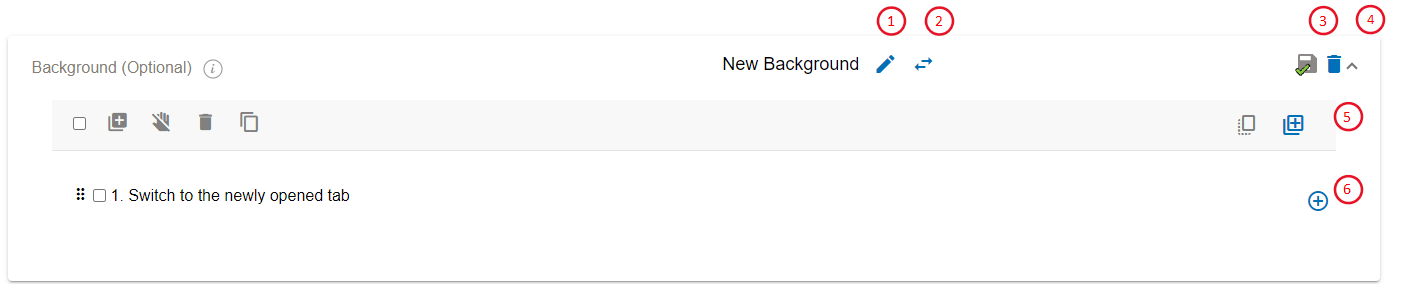 1 2 3 4
Background (Optional) i New Background
5
1. Switch to the newly opened tab 6